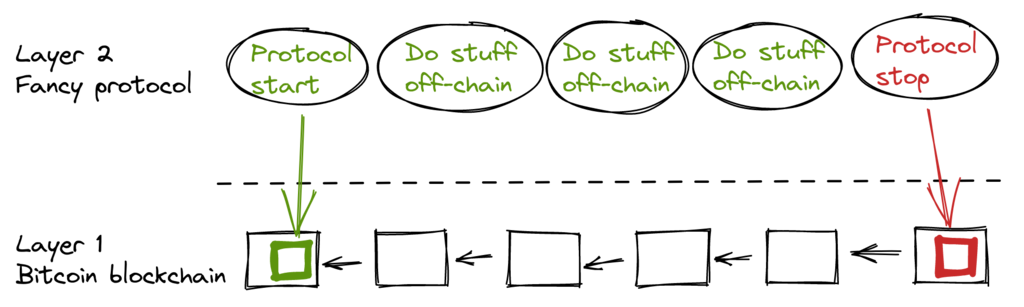 Layer 2
Fancy protocol
Protocol
start
Do stuff
off-chain
Do stuff
off-chain
Do stuff
off-chain
Protocol
stop
Layer 1
Bitcoin blockchain